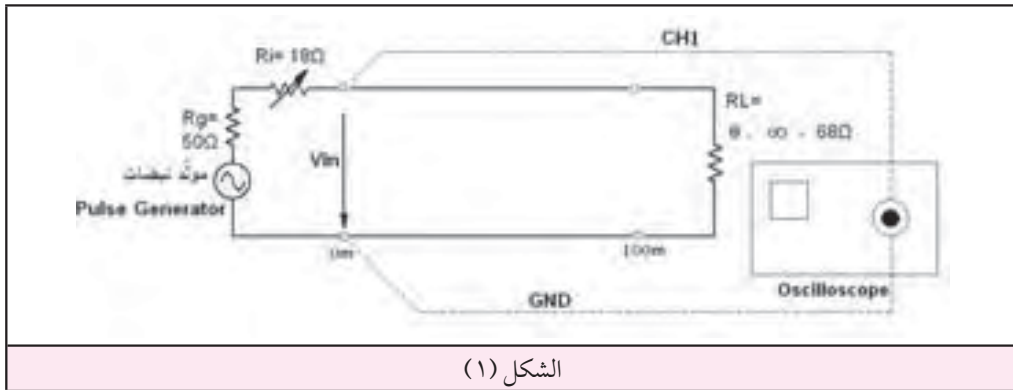 CH1
Ri= 18Ω
Rg=
50Ω
مولّد نبضات
Pulse Generator
Vin
RL=
0 . ∞ . 68Ω
0m
100m
GND
Oscilloscope
الشكل (١)